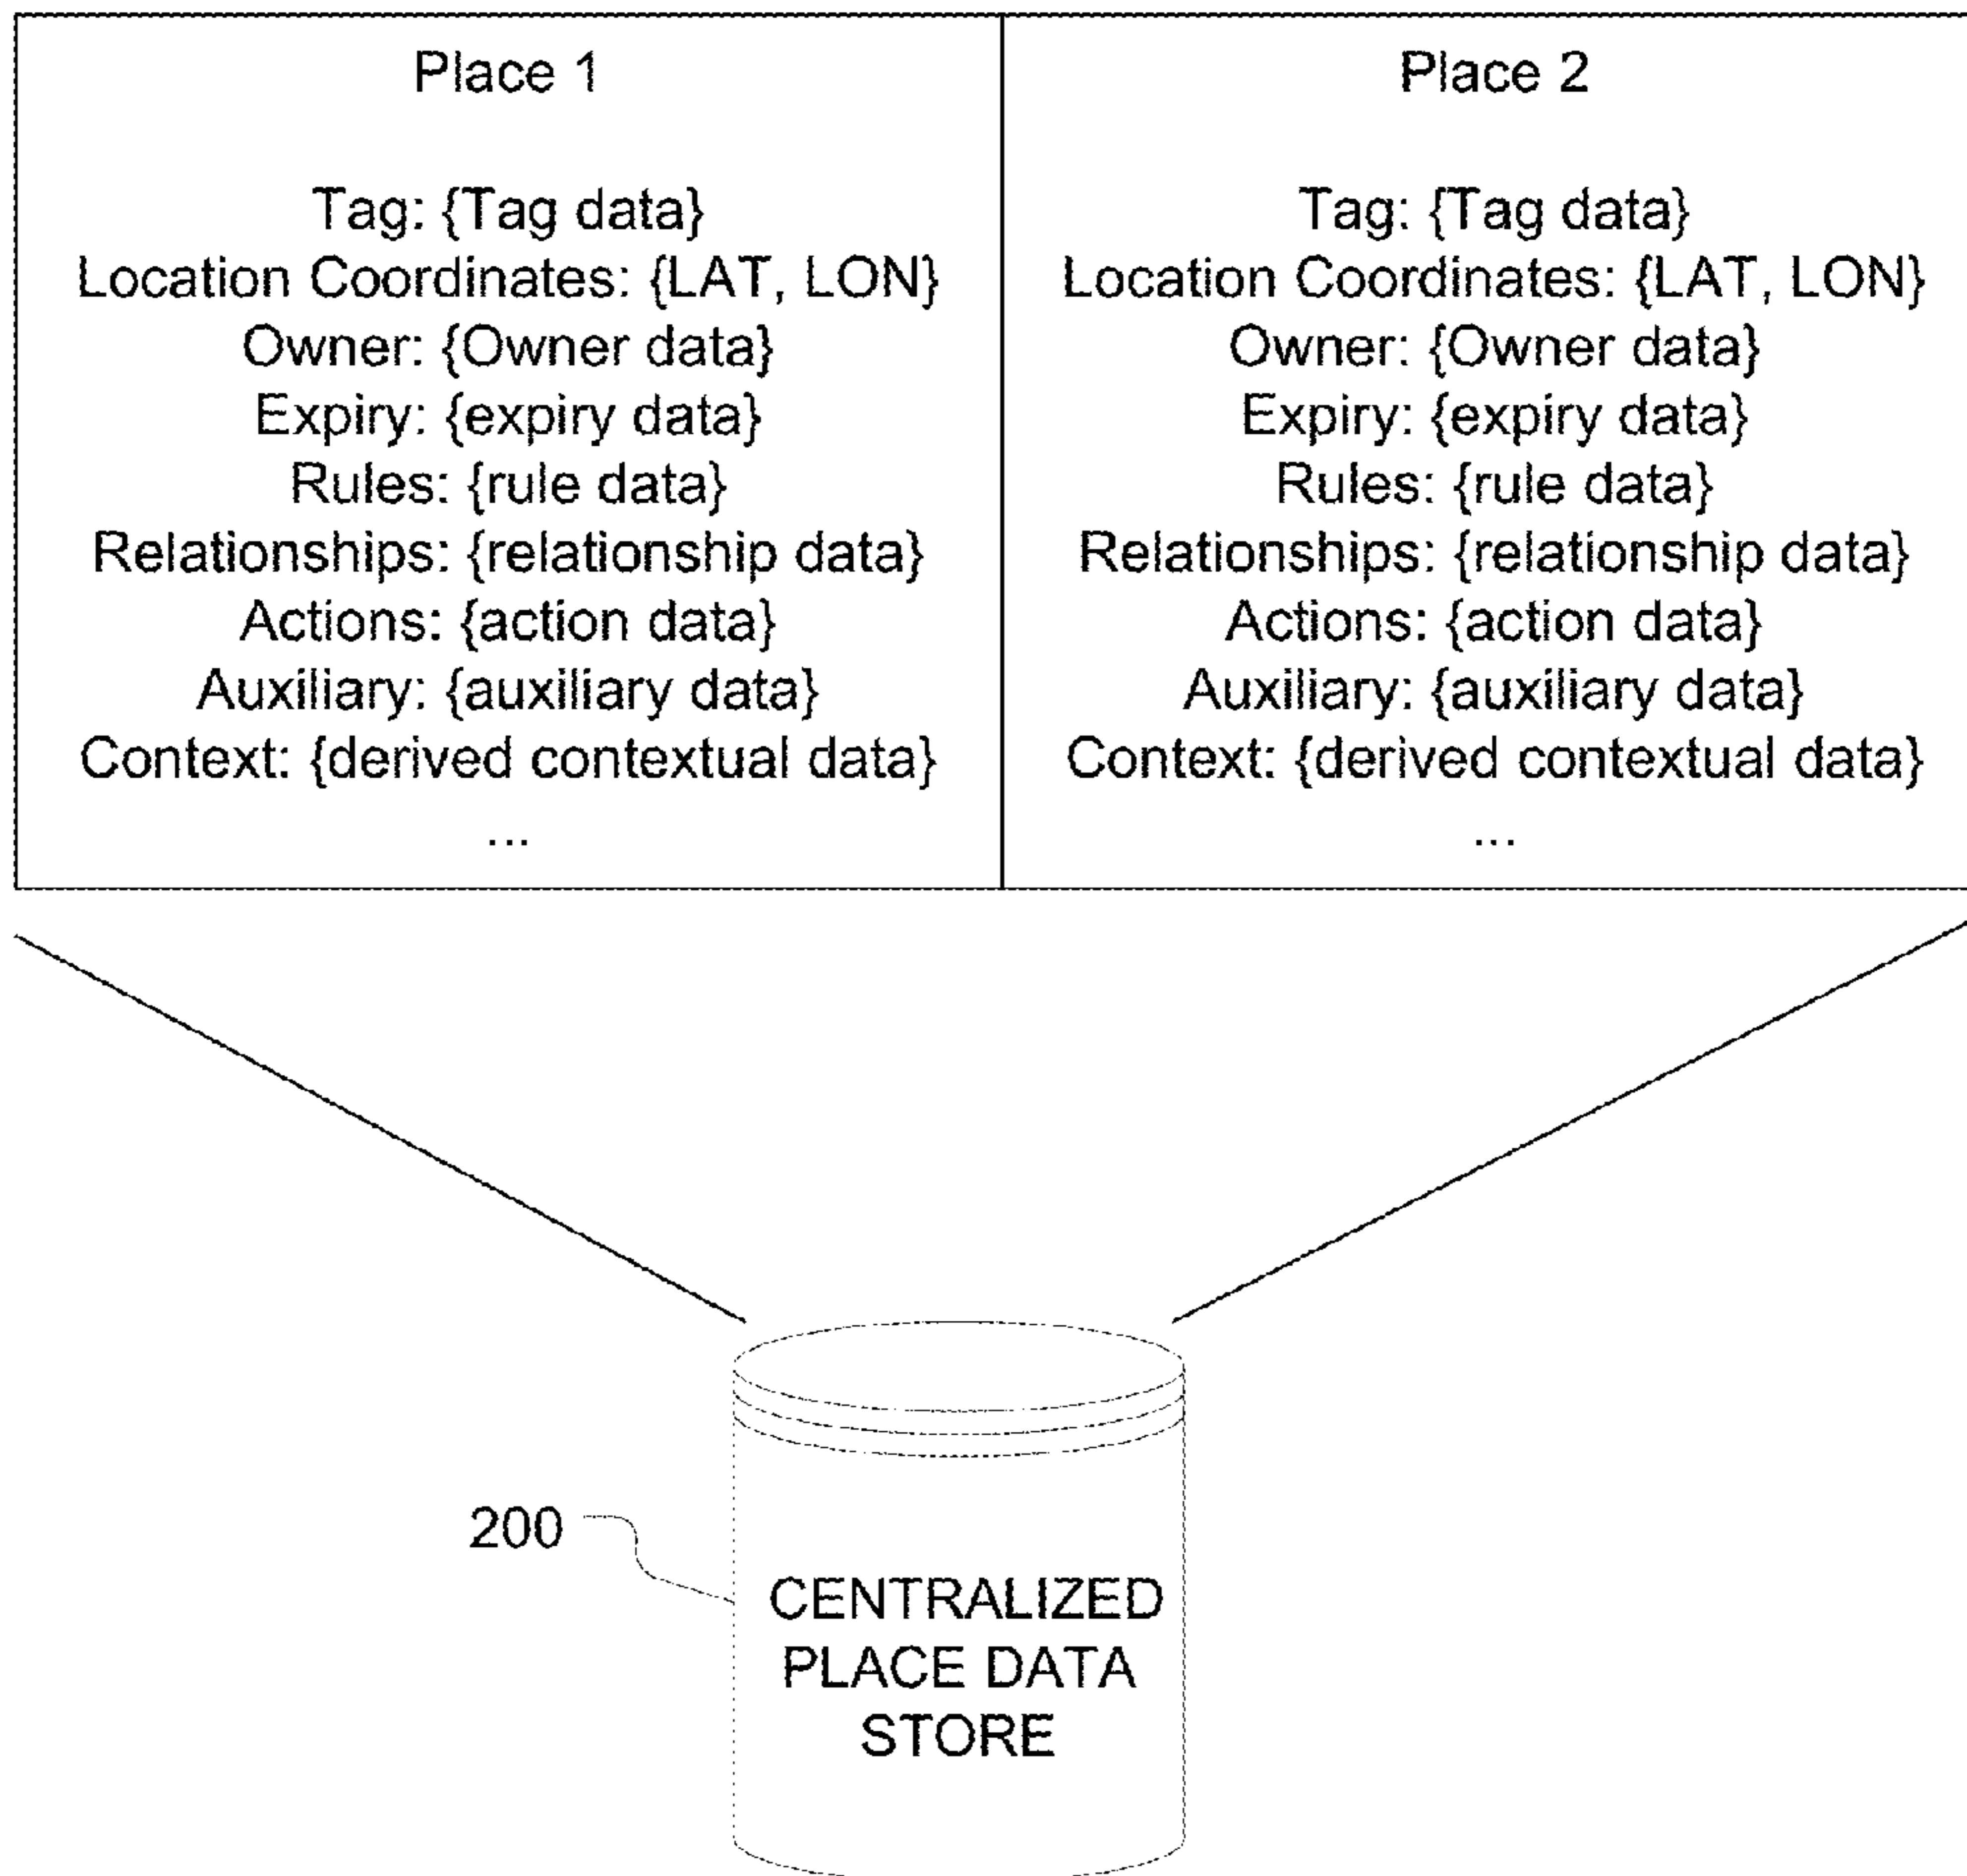 Place 1
Tag: {Tag data}
Location Coordinates: {LAT, LON}
Owner: {Owner data}
Expiry: {expiry data}
Rules: {rule data}
Relationships: {relationship data}
Actions: {action data}
Auxiliary: {auxiliary data}
Context: {derived contextual data}
...
Place 2
Tag: {Tag data}
Location Coordinates: {LAT, LON}
Owner: {Owner data}
Expiry: {expiry data}
Rules: {rule data}
Relationships: {relationship data}
Actions: {action data}
Auxiliary: {auxiliary data}
Context: {derived contextual data}
...
200
CENTRALIZED
PLACE DATA
STORE